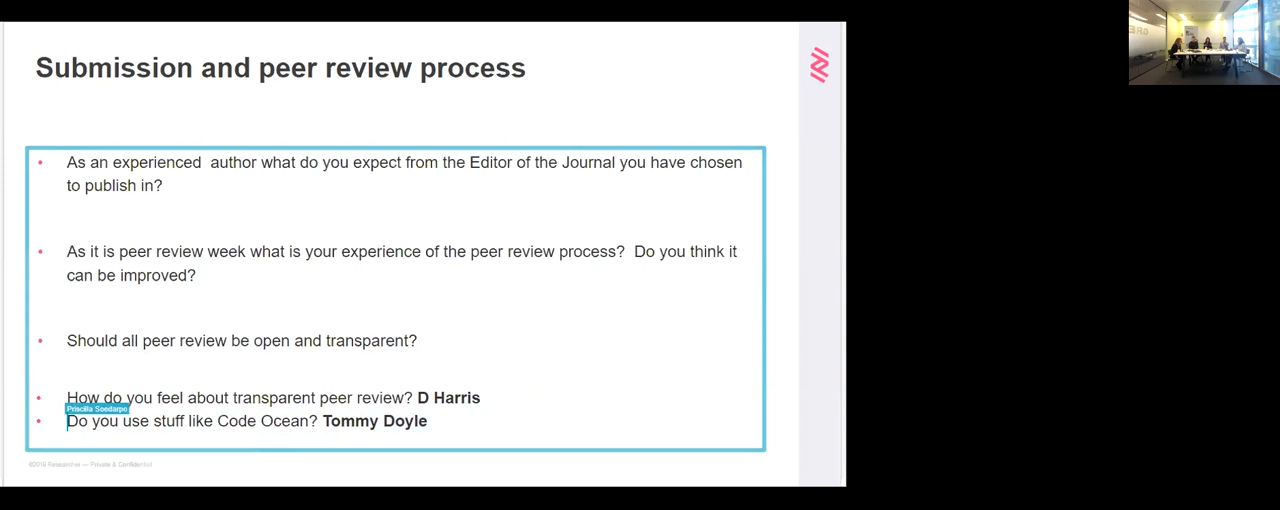 Submission and peer review process
• As an experienced  author what do you expect from the Editor of the Journal you have chosen
to publish in?
• As it is peer review week what is your experience of the peer review process?  Do you think it
can be improved?
• Should all peer review be open and transparent?
• How do you feel about transparent peer review? D Harris
Priscilla Soedarpo
• Do you use stuff like Code Ocean? Tommy Doyle
— Private & Confidential